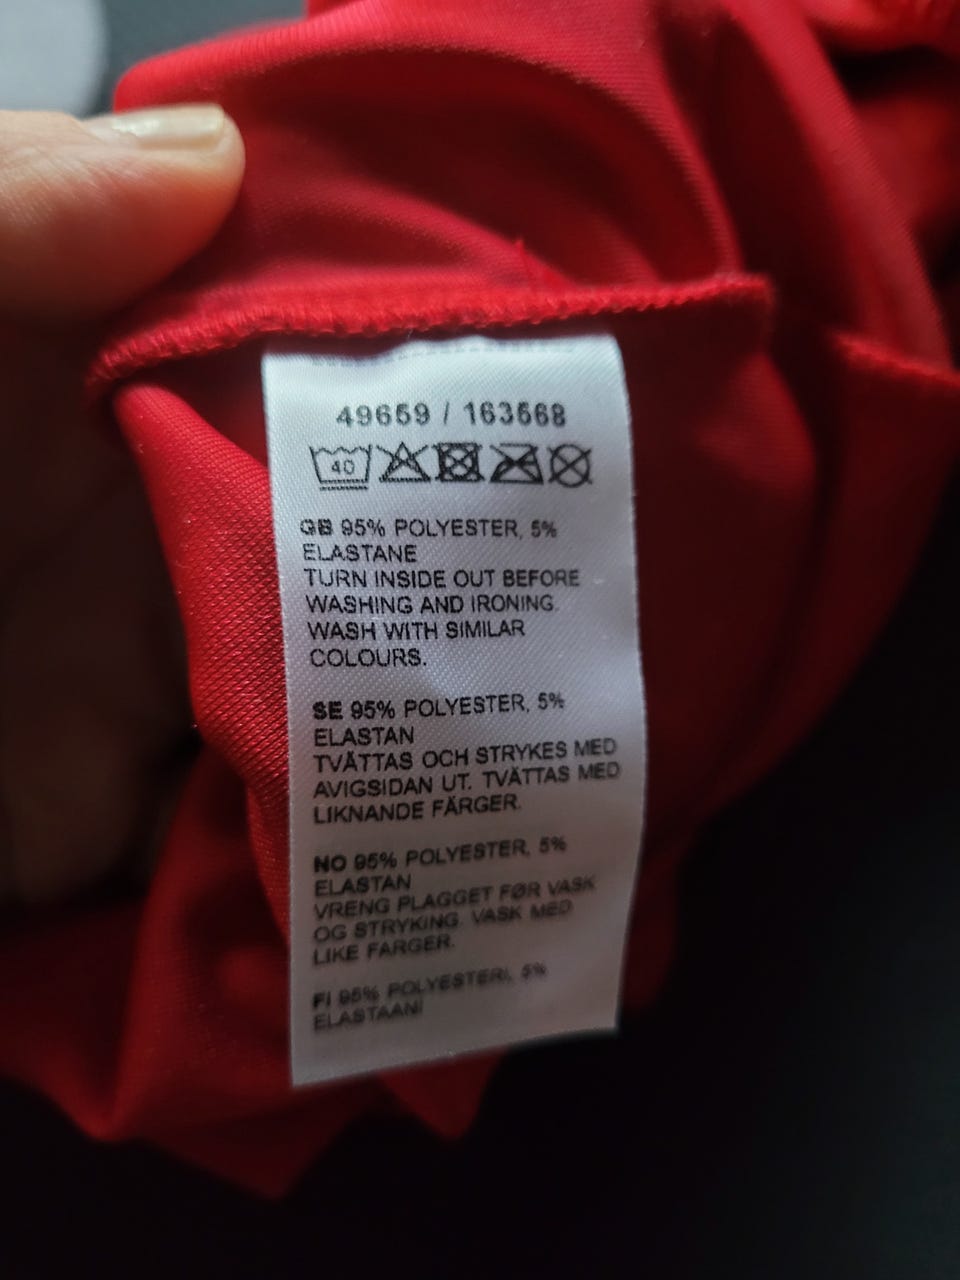 49659 / 163568
40
GB 95% POLYESTER, 5%
ELASTANE
TURN INSIDE OUT BEFORE
WASHING AND IRONING.
WASH WITH SIMILAR
COLOURS.
SE 95% POLYESTER, 5%
ELASTAN
TVÄTTAS OCH STRYKES MED
AVIGSIDAN UT. TVÄTTAS MED
LIKNANDE FÄRGER.
NO 95% POLYESTER, 5%
ELASTAN
VRENG PLAGGET FØR VASK
OG STRYKING. VASK MED
LIKE FARGER.
FI 95% POLYESTERI, 5%
ELASTAANI